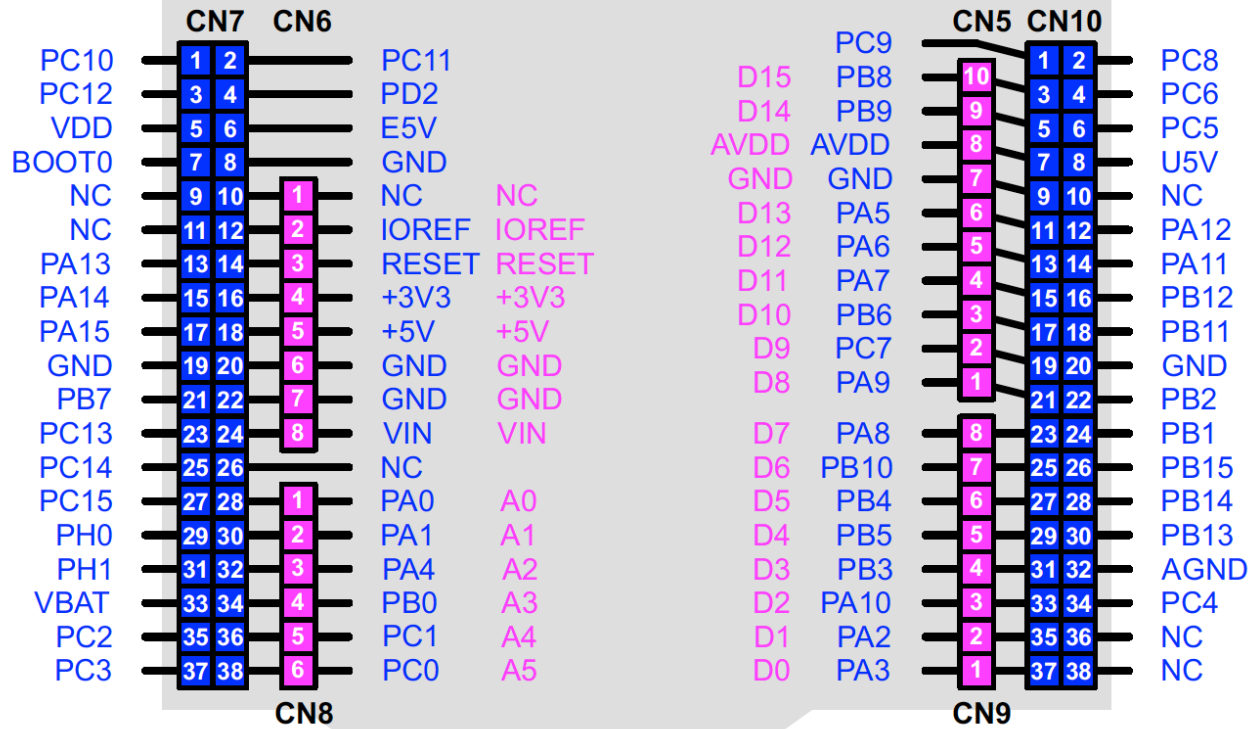 CN7 CN6 CN5 CN10
PC9
PC10 1 2 PC11 1 2 PC8
D15 PB8 10
PC12 3 4 PD2 3 4 PC6
D14 PB9 9
VDD 5 6 E5V 5 6 PC5
AVDD AVDD 8
BOOT0 7 8 GND 7 8 U5V
GND GND 7
NC 9 10 1 NC NC 9 10 NC
D13 PA5 6
NC 11 12 2 IOREF IOREF 11 12 PA12
D12 PA6 5
PA13 13 14 3 RESET RESET 13 14 PA11
D11 PA7 4
PA14 15 16 4 +3V3 +3V3 15 16 PB12
D10 PB6 3
PA15 17 18 5 +5V +5V 17 18 PB11
D9 PC7 2
GND 19 20 6 GND GND 19 20 GND
D8 PA9 1
PB7 21 22 7 GND GND 21 22 PB2
PC13 23 24 8 VIN VIN D7 PA8 8 23 24 PB1
PC14 25 26 NC D6 PB10 7 25 26 PB15
PC15 27 28 1 PA0 A0 D5 PB4 6 27 28 PB14
PH0 29 30 2 PA1 A1 D4 PB5 5 29 30 PB13
PH1 31 32 3 PA4 A2 D3 PB3 4 31 32 AGND
VBAT 33 34 4 PB0 A3 D2 PA10 3 33 34 PC4
PC2 35 36 5 PC1 A4 D1 PA2 2 35 36 NC
PC3 37 38 6 PC0 A5 D0 PA3 1 37 38 NC
CN8 CN9